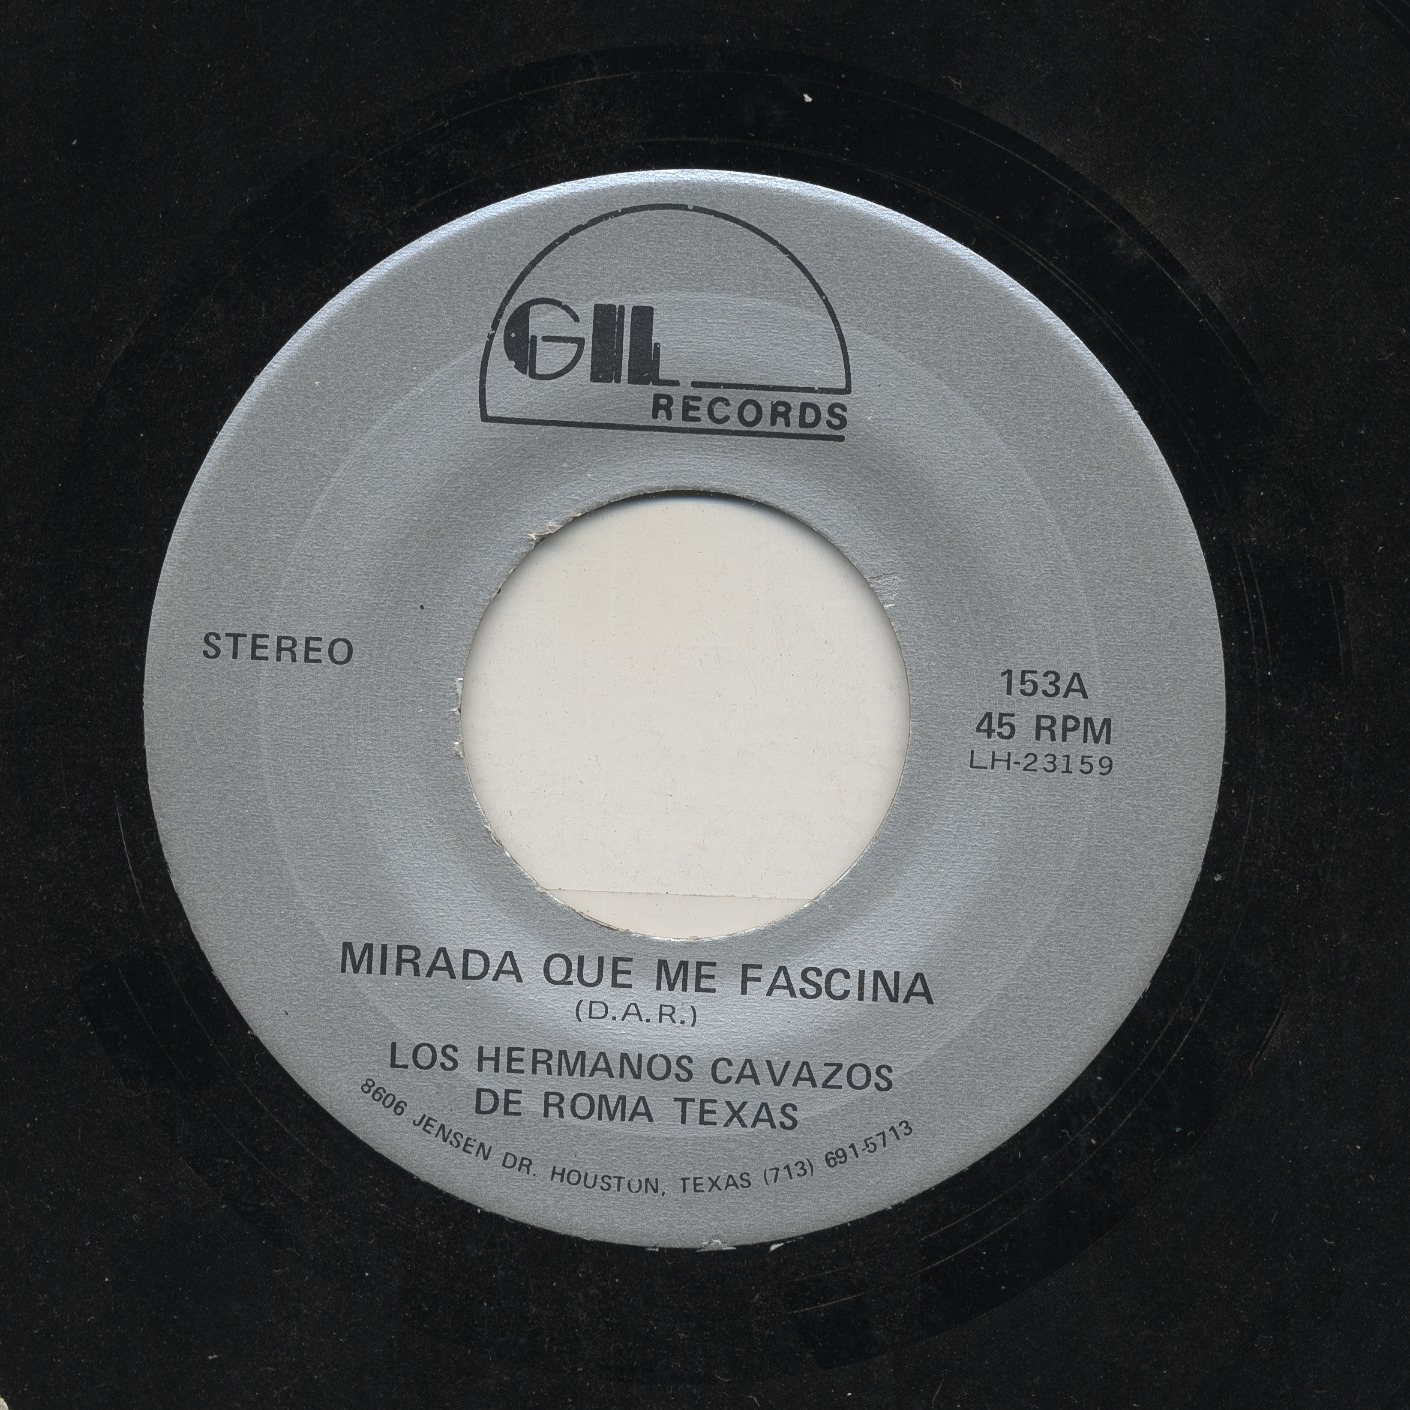 GIL
RECORDS
STEREO
153A
45 RPM
LH-23159
MIRADA QUE ME FASCINA
(D.A.R.)
LOS HERMANOS CAVAZOS
DE ROMA TEXAS
8606 JENSEN DR. HOUSTON, TEXAS (713) 691-5713